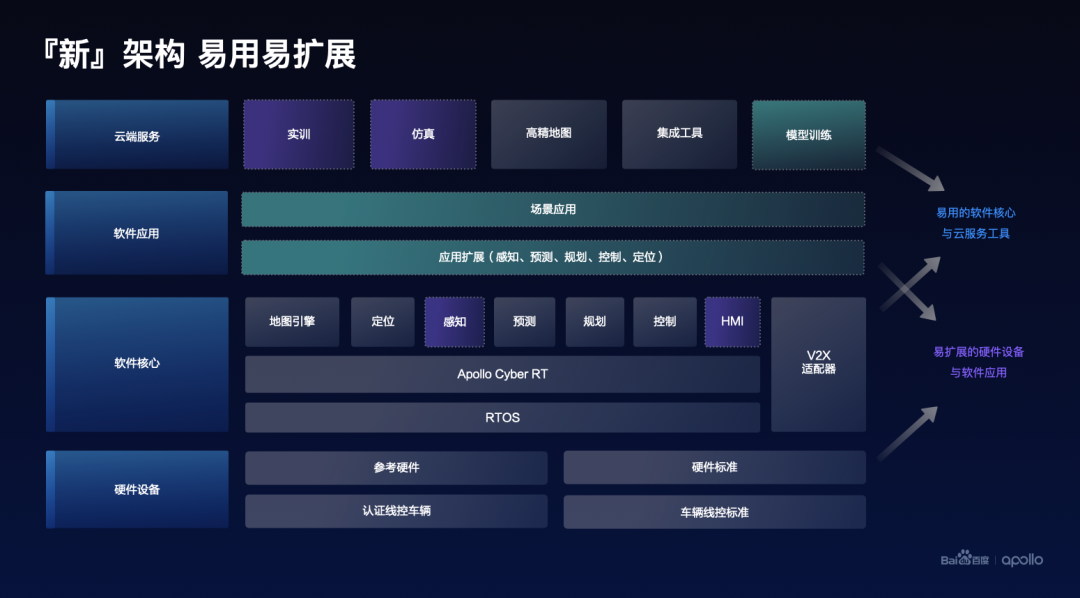 『新』架构 易用易扩展
云端服务
实训
仿真
高精地图
集成工具
模型训练
软件应用
场景应用
应用扩展（感知、预测、规划、控制、定位）
易用的软件核心
与云服务工具
软件核心
地图引擎
定位
感知
预测
规划
控制
HMI
Apollo Cyber RT
RTOS
V2X
适配器
易扩展的硬件设备
与软件应用
硬件设备
参考硬件
硬件标准
认证线控车辆
车辆线控标准
Bai百度 | apollo